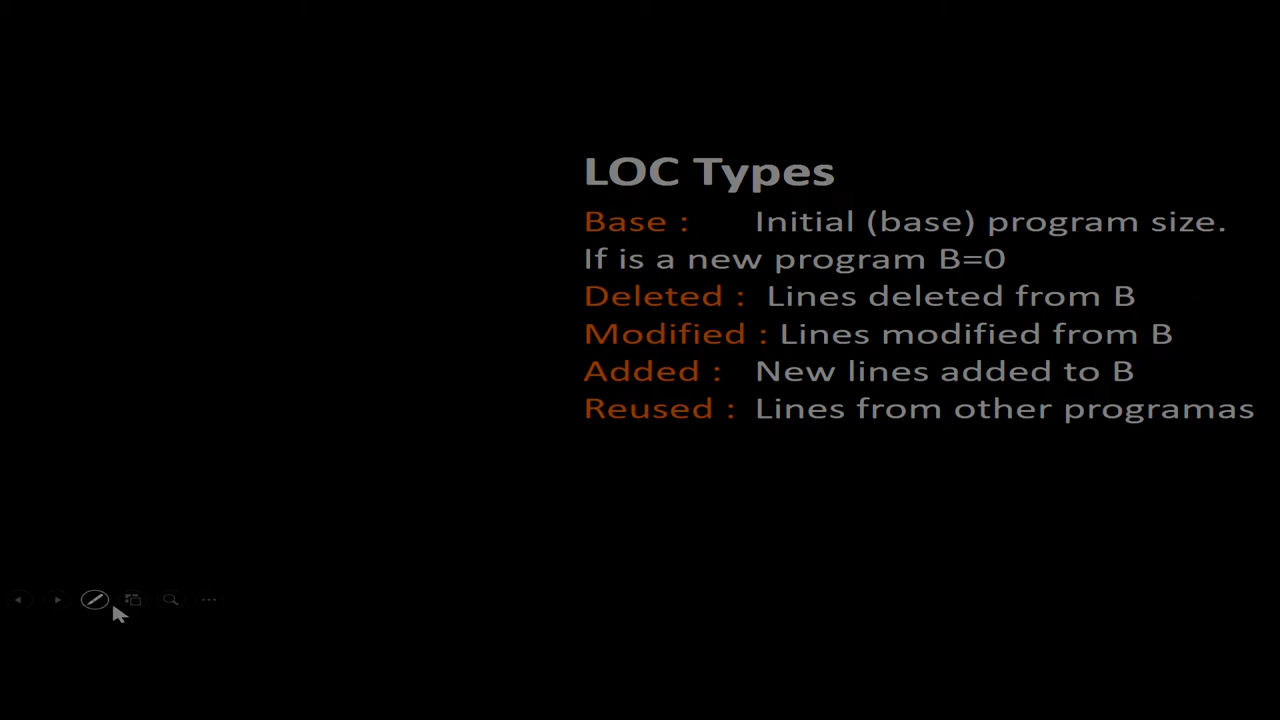 LOC Types
Base : Initial (base) program size.
If is a new program B=0
Deleted : Lines deleted from B
Modified : Lines modified from B
Added : New lines added to B
Reused : Lines from other programas